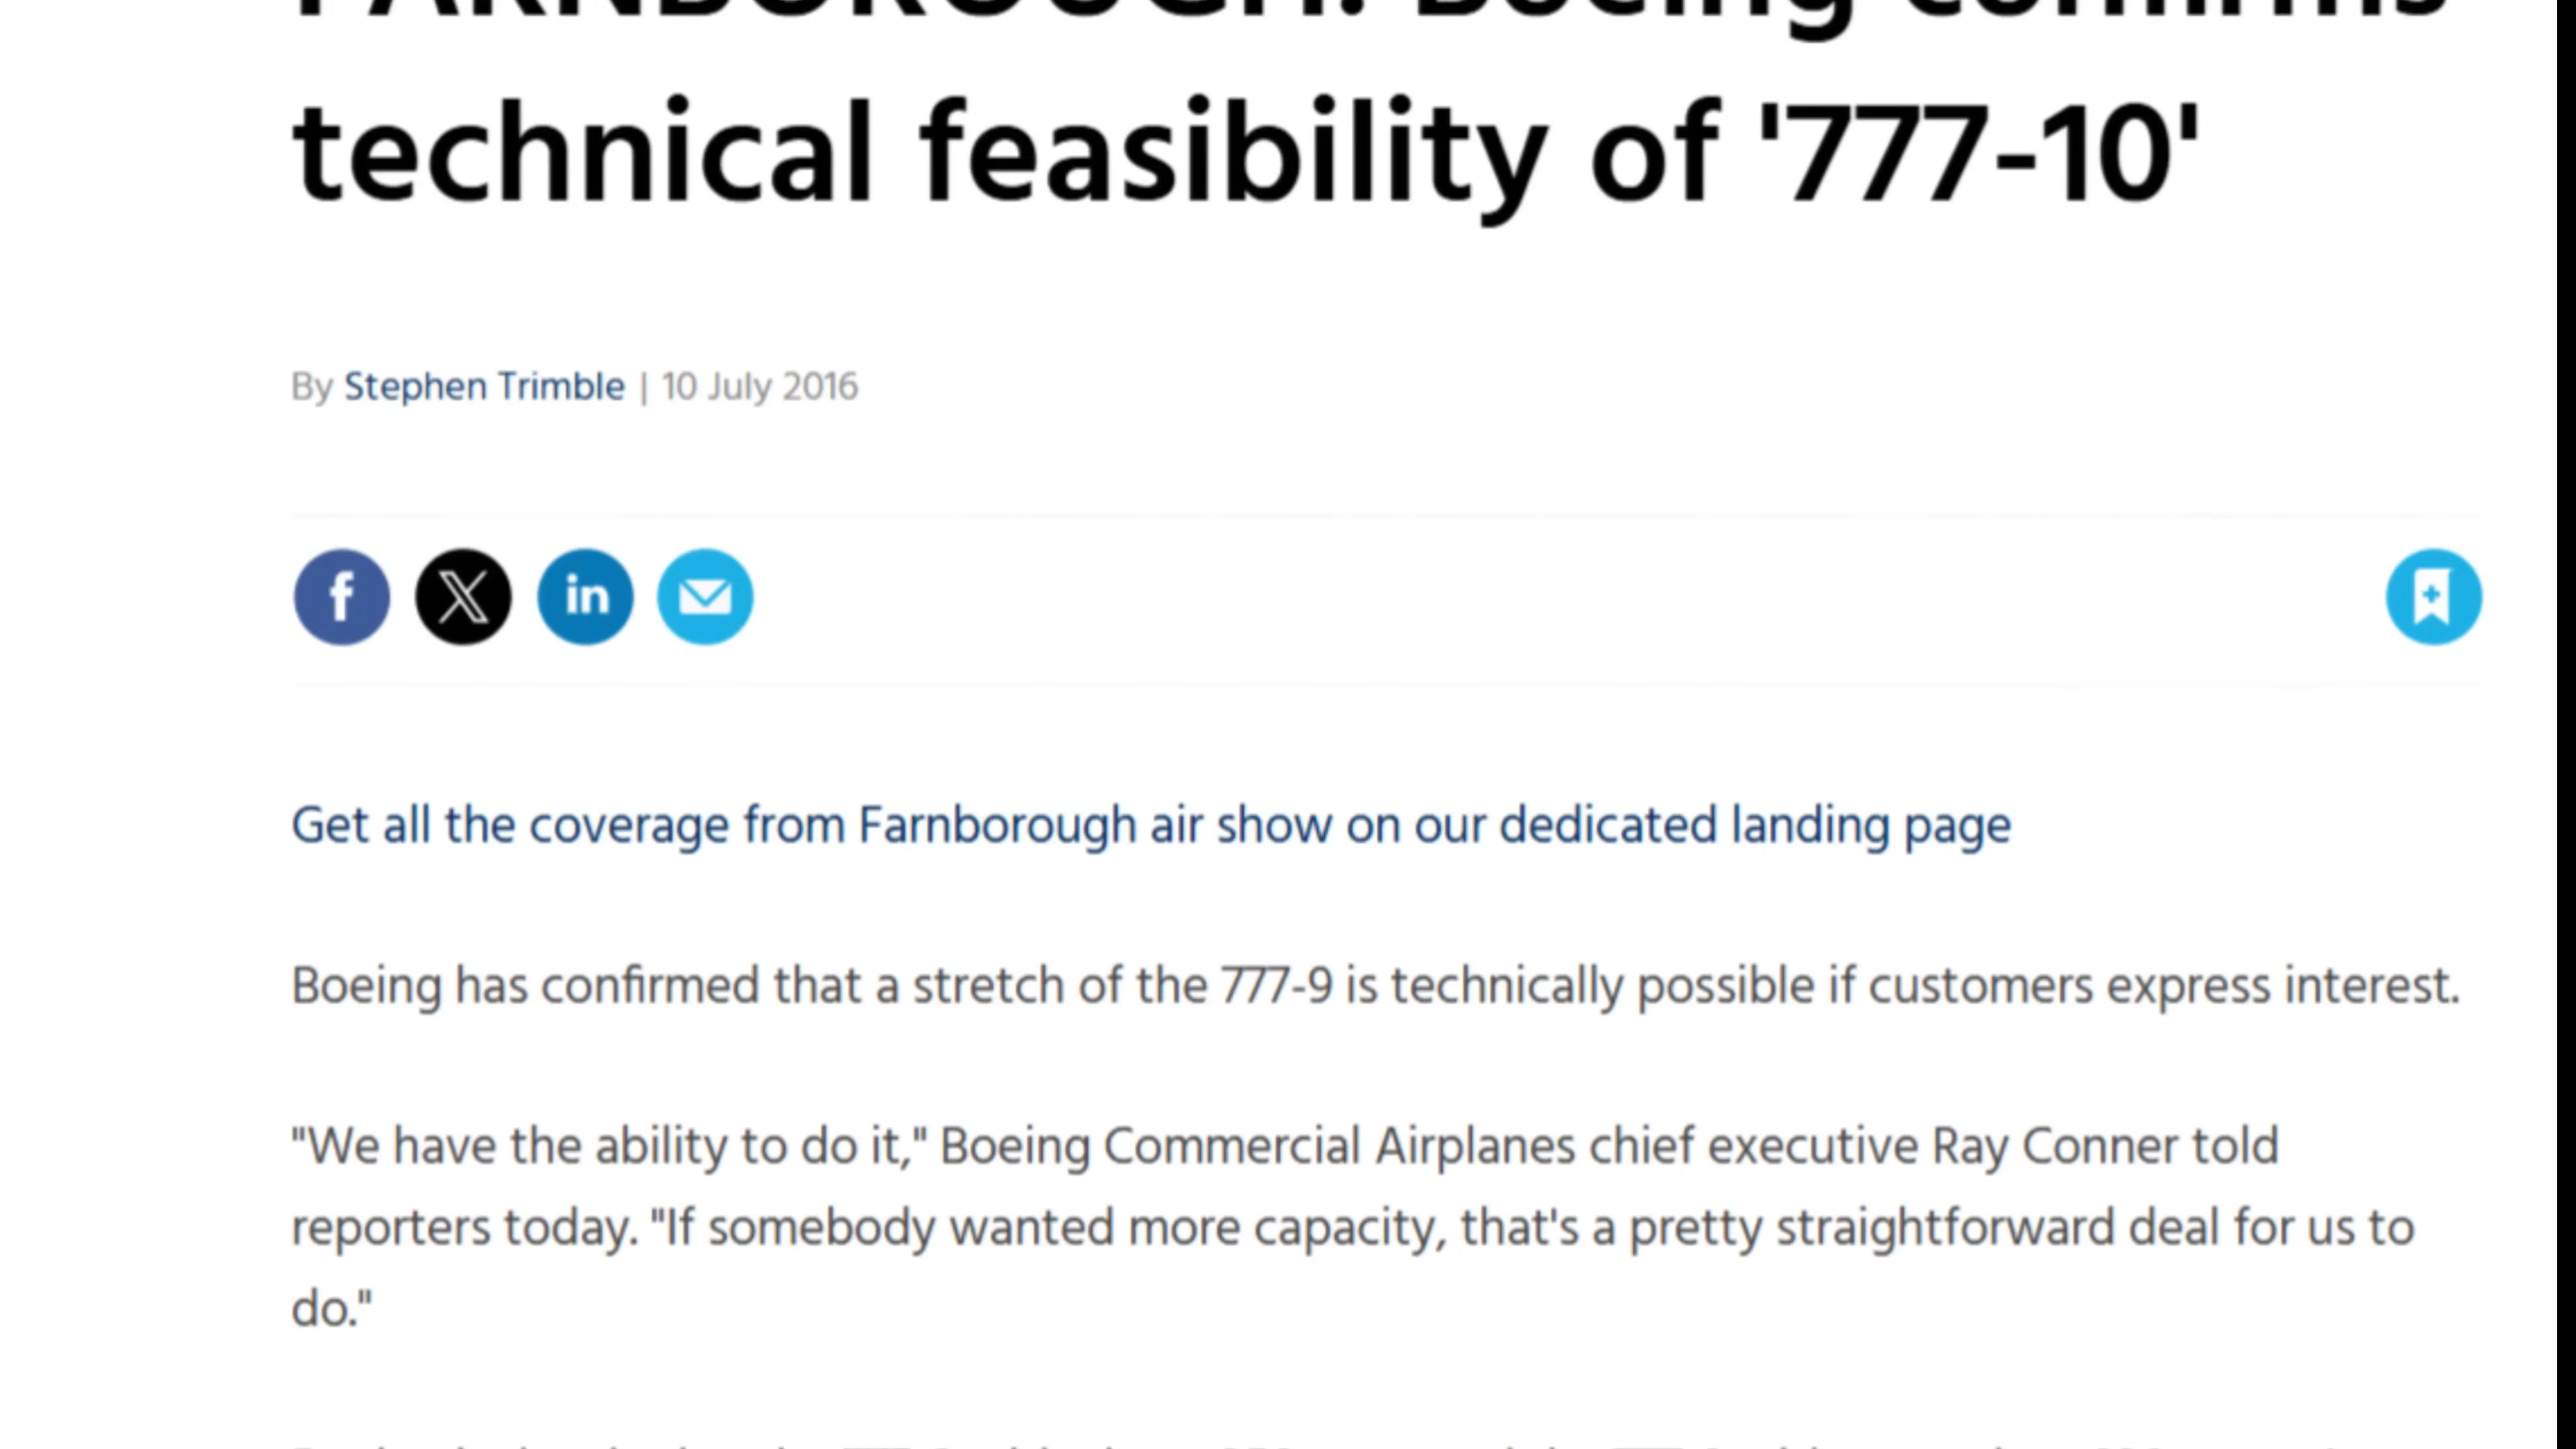 FARNBOROUGH: Boeing confirms
technical feasibility of '777-10'
By Stephen Trimble | 10 July 2016
Get all the coverage from Farnborough air show on our dedicated landing page
Boeing has confirmed that a stretch of the 777-9 is technically possible if customers express interest.
"We have the ability to do it," Boeing Commercial Airplanes chief executive Ray Conner told
reporters today. "If somebody wanted more capacity, that's a pretty straightforward deal for us to
do."